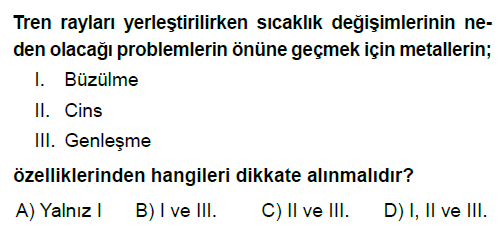 Tren rayları yerleştirilirken sıcaklık değişimlerinin ne-
den olacağı problemlerin önüne geçmek için metallerin;
I. Büzülme
II. Cins
III. Genleşme
özelliklerinden hangileri dikkate alınmalıdır?
A) Yalnız I B) I ve III. C) II ve III. D) I, II ve III.